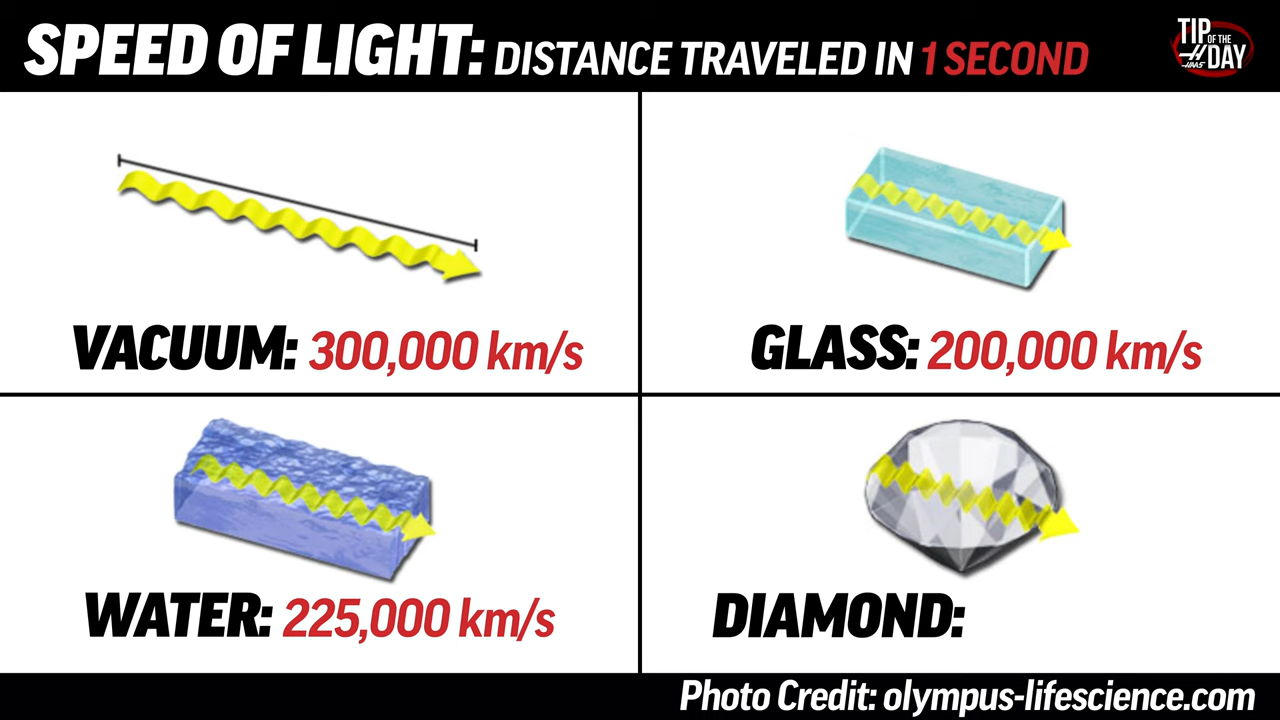 SPEED OF LIGHT: DISTANCE TRAVELED IN 1 SECOND
TIP OF THE DAY
HAAS
VACUUM: 300,000 km/s
GLASS: 200,000 km/s
WATER: 225,000 km/s
DIAMOND:
Photo Credit: olympus-lifescience.com